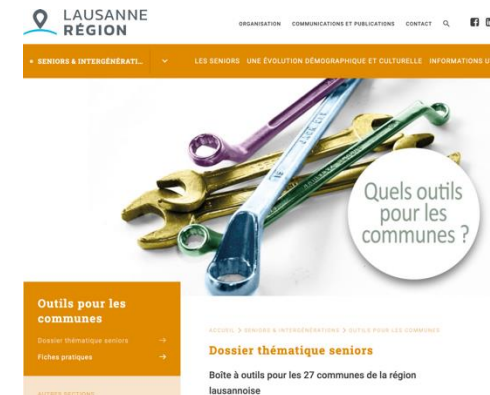 LAUSANNE
RÉGION
ORGANISATION COMMUNICATIONS ET PUBLICATIONS CONTACT
SENIORS & INTERGÉNÉRATI...
LES SENIORS UNE ÉVOLUTION DÉMOGRAPHIQUE ET CULTURELLE INFORMATIONS U
Quels outils
pour les
communes ?
Outils pour les
communes
Dossier thématique seniors
Fiches pratiques
AUTRES SECTIONS
ACCUEIL > SENIORS & INTERGÉNÉRATIONS > OUTILS POUR LES COMMUNES
Dossier thématique seniors
Boîte à outils pour les 27 communes de la région
lausannoise